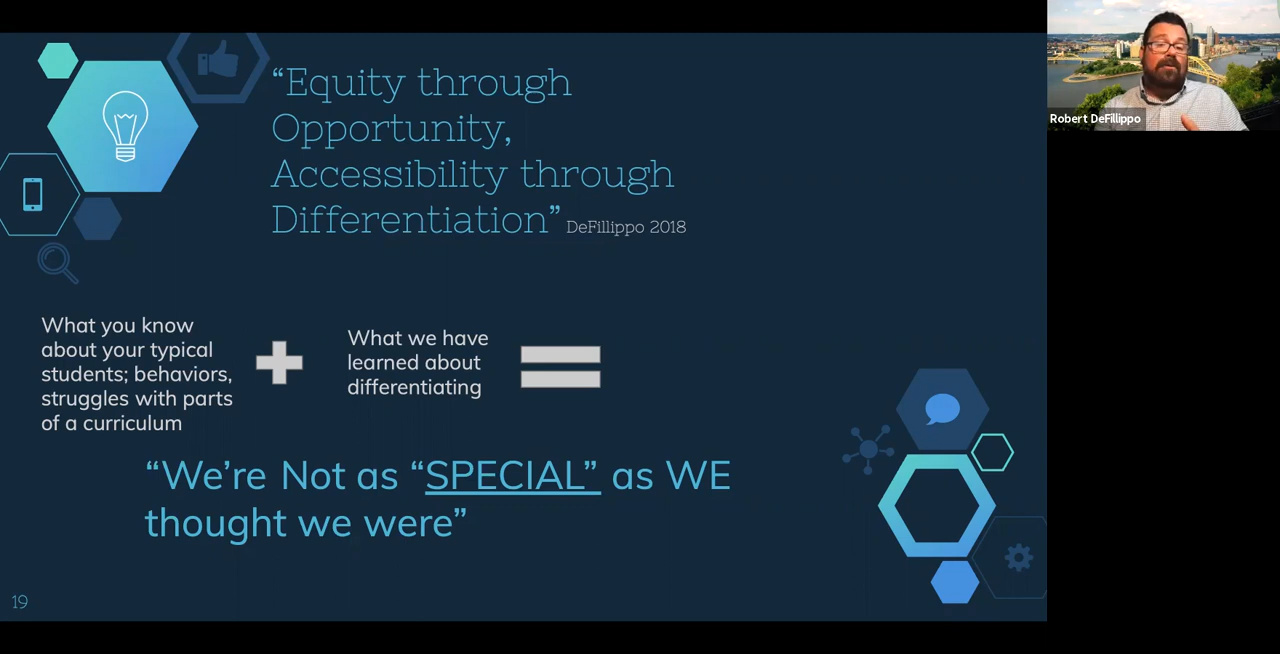 “Equity through
Opportunity,
Accessibility through
Differentiation” DeFillippo 2018
What you know
about your typical
students; behaviors,
struggles with parts
of a curriculum
What we have
learned about
differentiating
“We’re Not as “SPECIAL” as WE
thought we were”
19
Robert DeFillippo